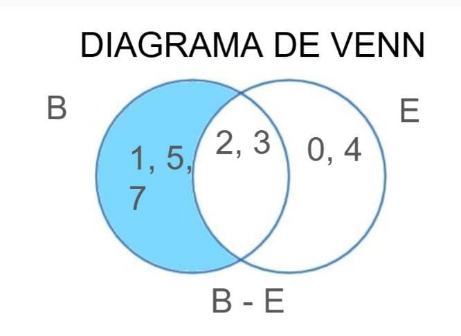 DIAGRAMA DE VENN
B
E
1, 5,
7
2, 3
0, 4
B - E